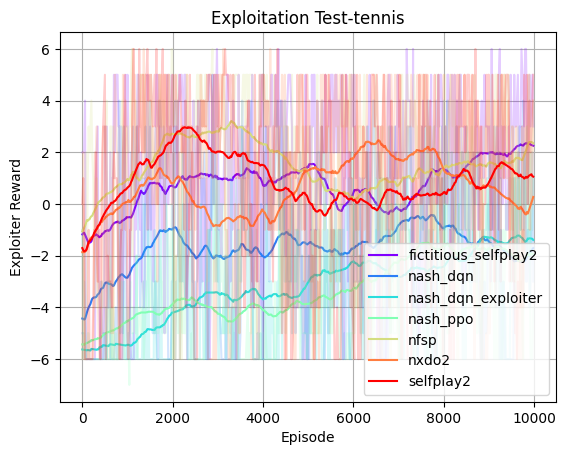 Exploitation Test-tennis
Exploiter Reward
6
4
2
0
−2
−4
−6
fictitious_selfplay2
nash_dqn
nash_dqn_exploiter
nash_ppo
nfsp
nxdo2
selfplay2
0
2000
4000
6000
8000
10000
Episode